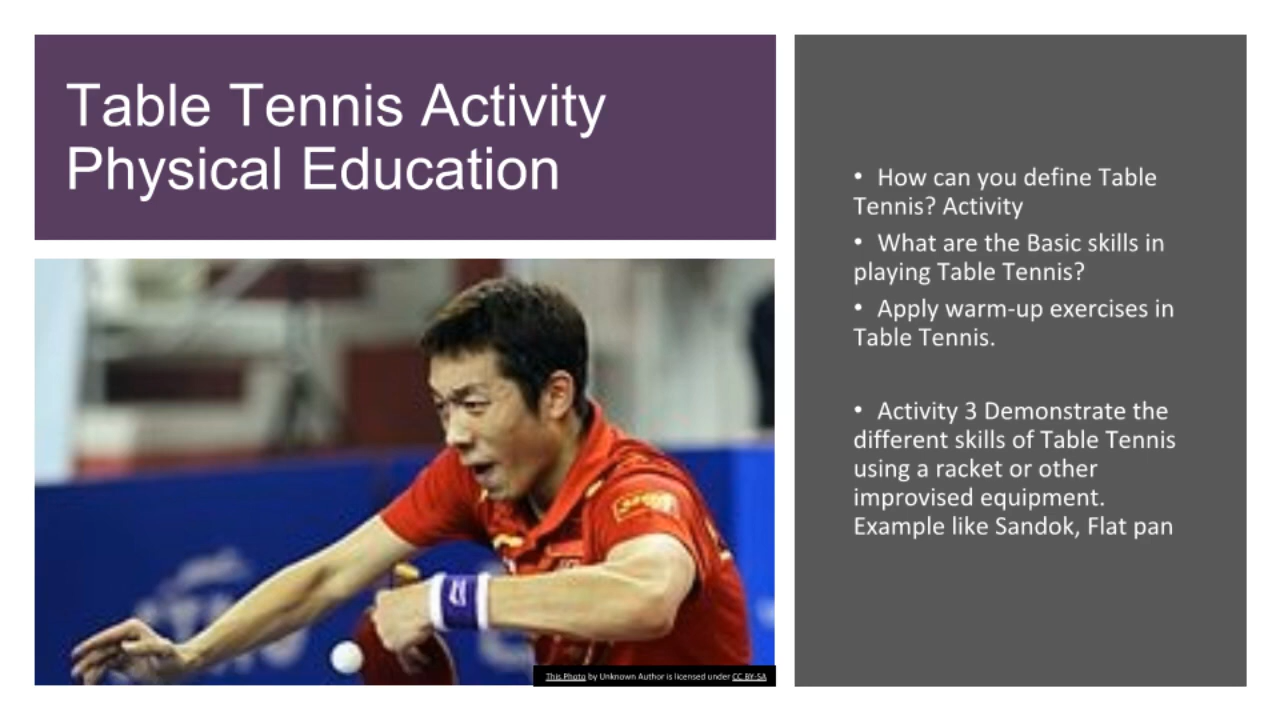 Table Tennis Activity
Physical Education
• How can you define Table
Tennis? Activity
• What are the Basic skills in
playing Table Tennis?
• Apply warm-up exercises in
Table Tennis.
• Activity 3 Demonstrate the
different skills of Table Tennis
using a racket or other
improvised equipment.
Example like Sandok, Flat pan
This Photo by Unknown Author is licensed under CC BY-SA